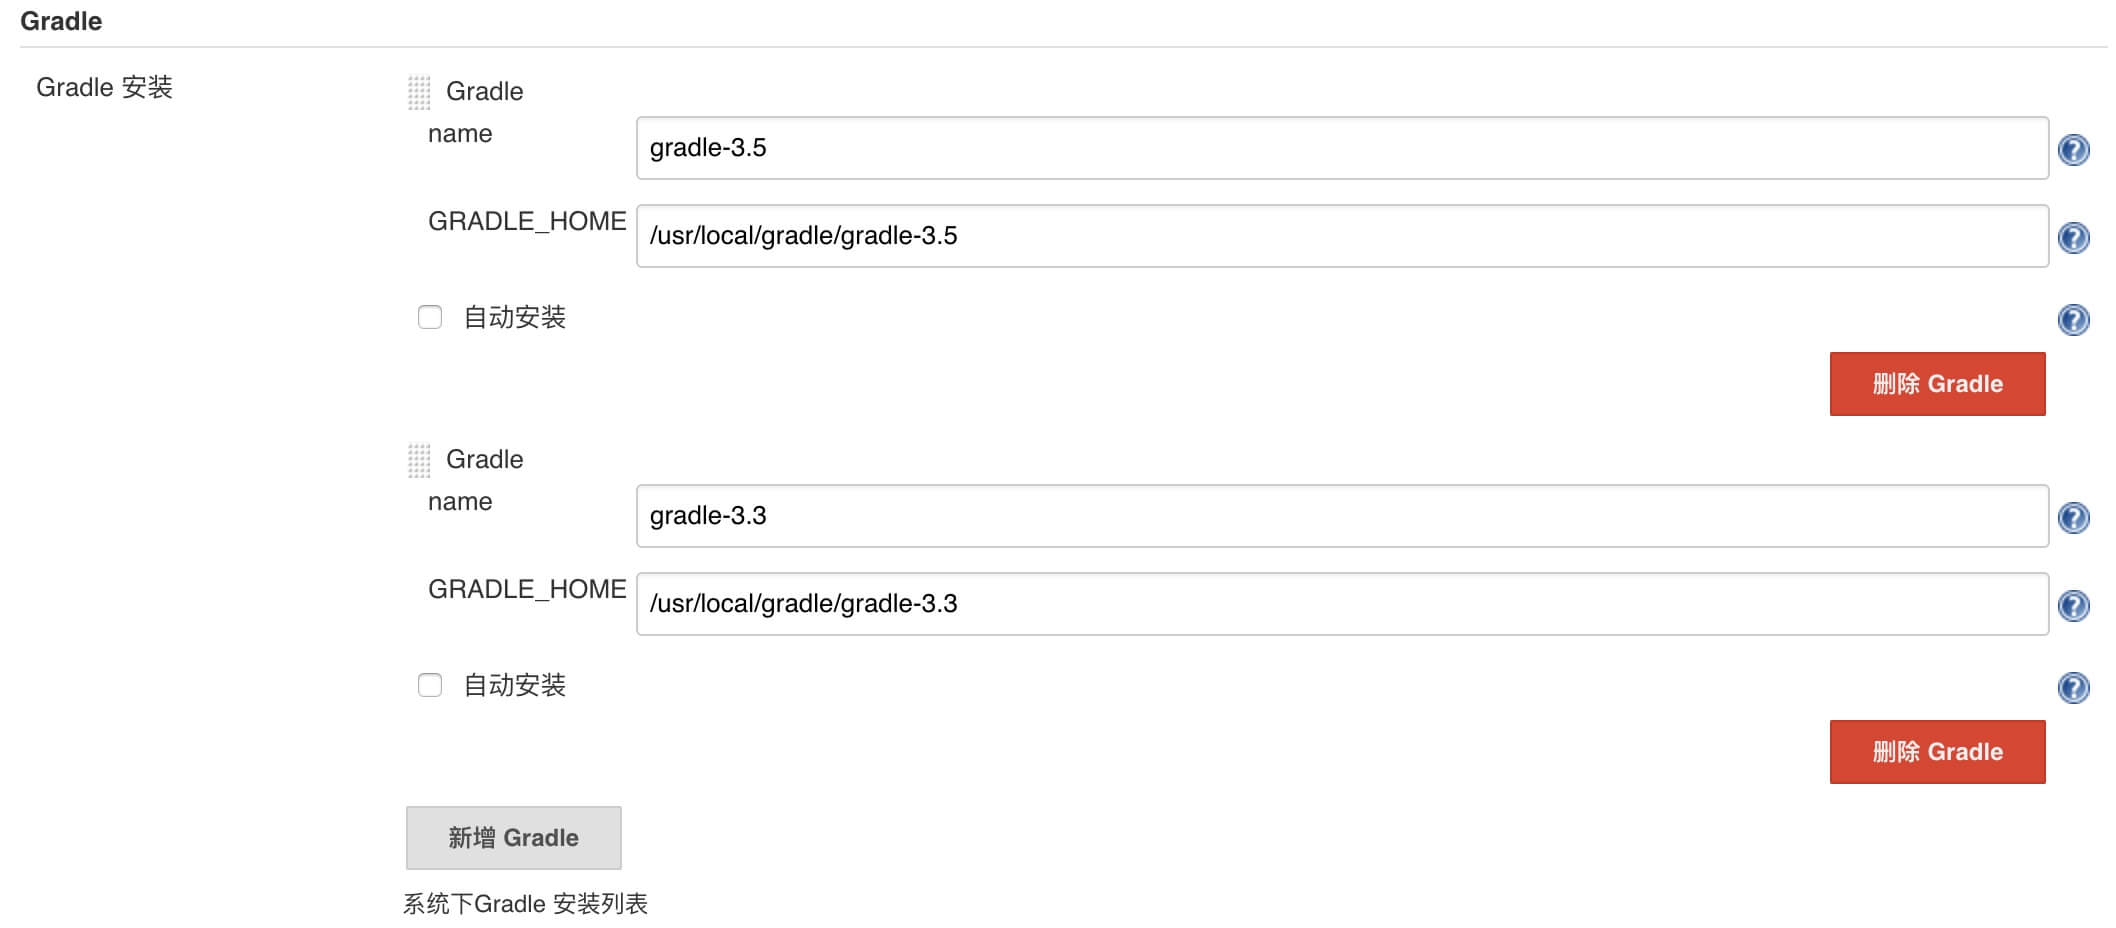 Gradle
Gradle 安装
Gradle
name
gradle-3.5
GRADLE_HOME
/usr/local/gradle/gradle-3.5
自动安装
删除 Gradle
Gradle
name
gradle-3.3
GRADLE_HOME
/usr/local/gradle/gradle-3.3
自动安装
删除 Gradle
新增 Gradle
系统下Gradle 安装列表